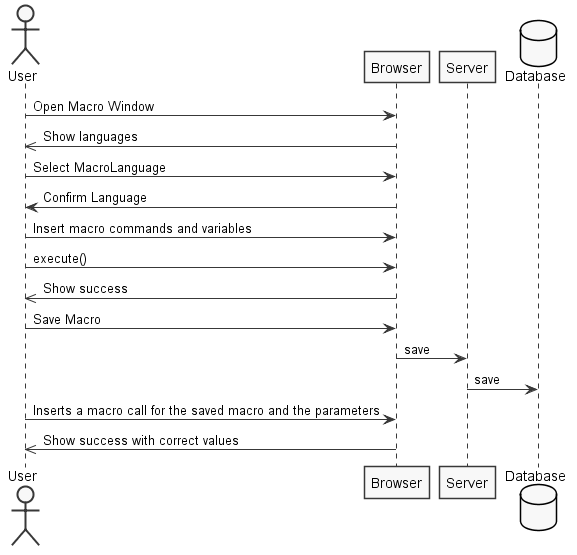 User
Browser
Server
Database
Open Macro Window
Show languages
Select MacroLanguage
Confirm Language
Insert macro commands and variables
execute()
Show success
Save Macro
save
save
Inserts a macro call for the saved macro and the parameters
Show success with correct values
User
Browser
Server
Database